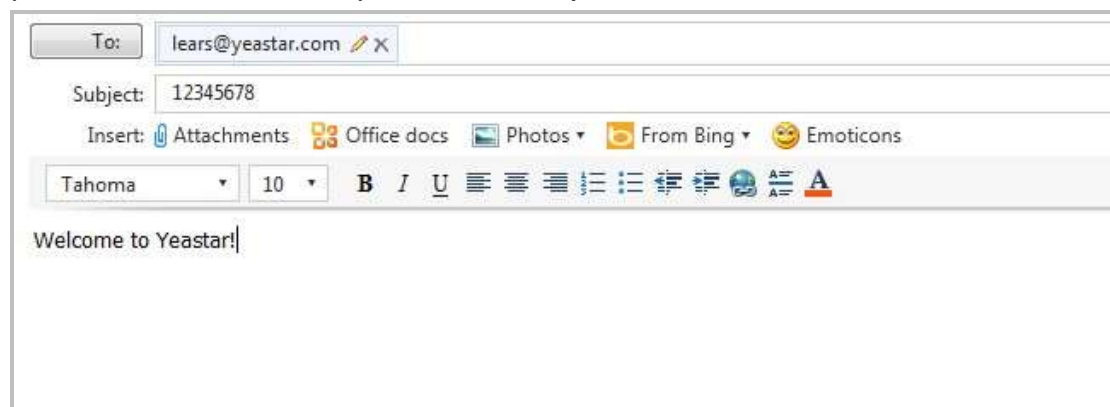 To: lears@yeastar.com
Subject: 12345678
Insert: Attachments Office docs Photos From Bing Emoticons
Tahoma 10 B I U A
Welcome to Yeastar!